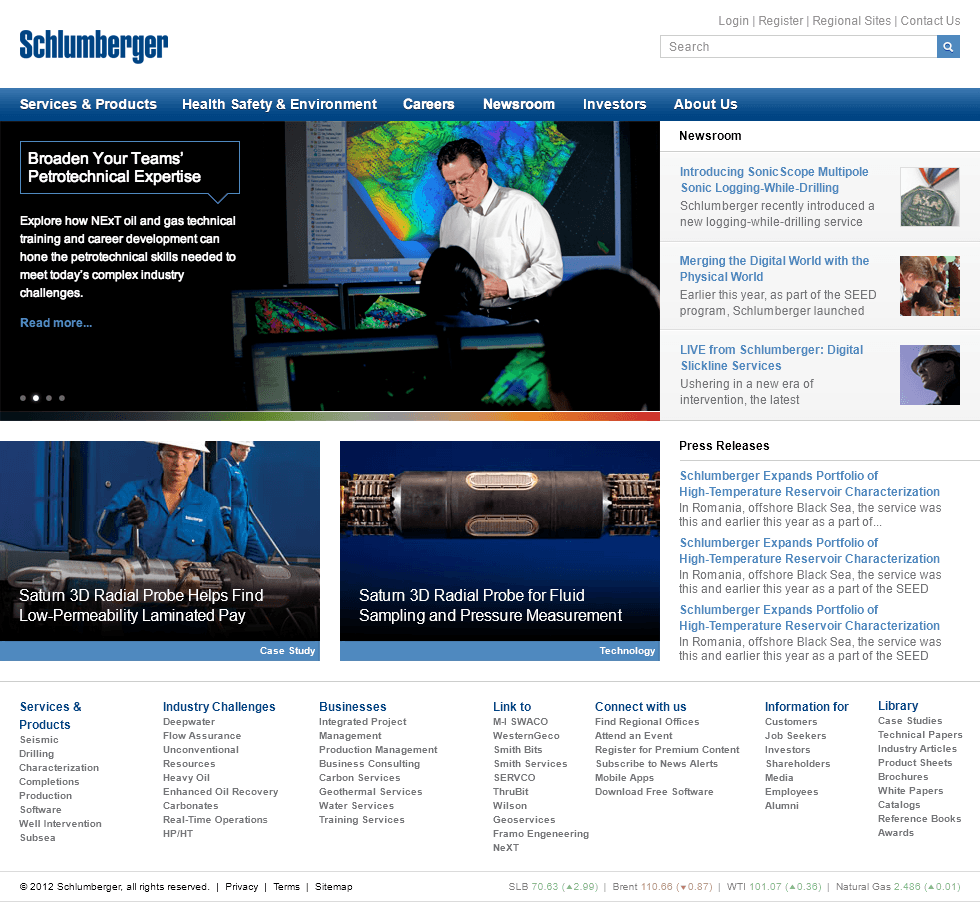 Login | Register | Regional Sites | Contact Us
Schlumberger
Search
Services & Products Health Safety & Environment Careers Newsroom Investors About Us
Broaden Your Teams'
Petrotechnical Expertise
Explore how NExT oil and gas technical
training and career development can
hone the petrotechnical skills needed to
meet today's complex industry
challenges.
Read more...
Newsroom
Introducing SonicScope Multipole
Sonic Logging-While-Drilling
Schlumberger recently introduced a
new logging-while-drilling service
Merging the Digital World with the
Physical World
Earlier this year, as part of the SEED
program, Schlumberger launched
LIVE from Schlumberger: Digital
Slickline Services
Ushering in a new era of
intervention, the latest
Schlumberger
Saturn 3D Radial Probe Helps Find
Low-Permeability Laminated Pay
Case Study
Saturn 3D Radial Probe for Fluid
Sampling and Pressure Measurement
Technology
Press Releases
Schlumberger Expands Portfolio of
High-Temperature Reservoir Characterization
In Romania, offshore Black Sea, the service was
this and earlier this year as a part of...
Schlumberger Expands Portfolio of
High-Temperature Reservoir Characterization
In Romania, offshore Black Sea, the service was
this and earlier this year as a part of the SEED
Schlumberger Expands Portfolio of
High-Temperature Reservoir Characterization
In Romania, offshore Black Sea, the service was
this and earlier this year as a part of the SEED
Services &
Products
Seismic
Drilling
Characterization
Completions
Production
Software
Well Intervention
Subsea
Industry Challenges
Deepwater
Flow Assurance
Unconventional
Resources
Heavy Oil
Enhanced Oil Recovery
Carbonates
Real-Time Operations
HP/HT
Businesses
Integrated Project
Management
Production Management
Business Consulting
Carbon Services
Geothermal Services
Water Services
Training Services
Link to
M-I SWACO
WesternGeco
Smith Bits
Smith Services
SERVCO
ThruBit
Wilson
Geoservices
Framo Engeneering
NeXT
Connect with us
Find Regional Offices
Attend an Event
Register for Premium Content
Subscribe to News Alerts
Mobile Apps
Download Free Software
Information for
Customers
Job Seekers
Investors
Shareholders
Media
Employees
Alumni
Library
Case Studies
Technical Papers
Industry Articles
Product Sheets
Brochures
White Papers
Catalogs
Reference Books
Awards
© 2012 Schlumberger, all rights reserved. | Privacy | Terms | Sitemap
SLB 70.63 (▲2.99) | Brent 110.66 (▼0.87) | WTI 101.07 (▲0.36) | Natural Gas 2.486 (▲0.01)